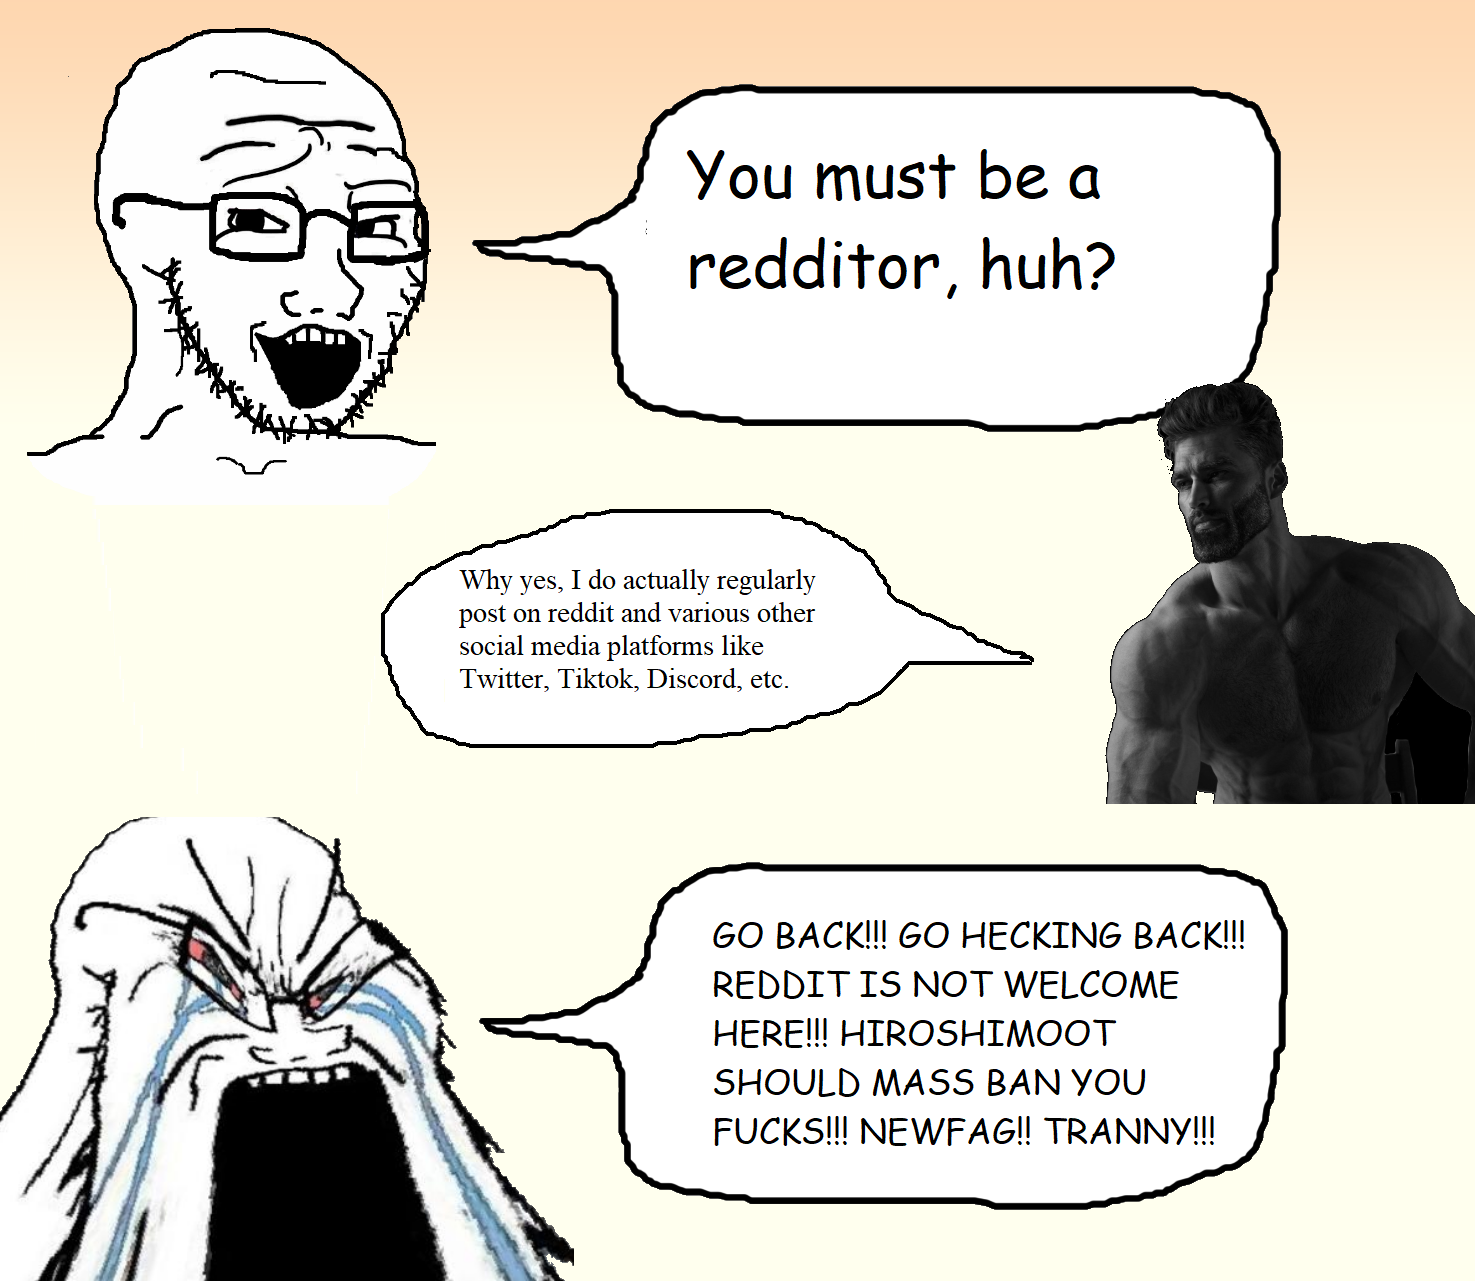 You must be a
redditor, huh?
Why yes, I do actually regularly
post on reddit and various other
social media platforms like
Twitter, Tiktok, Discord, etc.
GO BACK!!! GO HECKING BACK!!!
REDDIT IS NOT WELCOME
HERE!!! HIROSHIMOOT
SHOULD MASS BAN YOU
FUCKS!!! NEWFAG!! TRANNY!!!